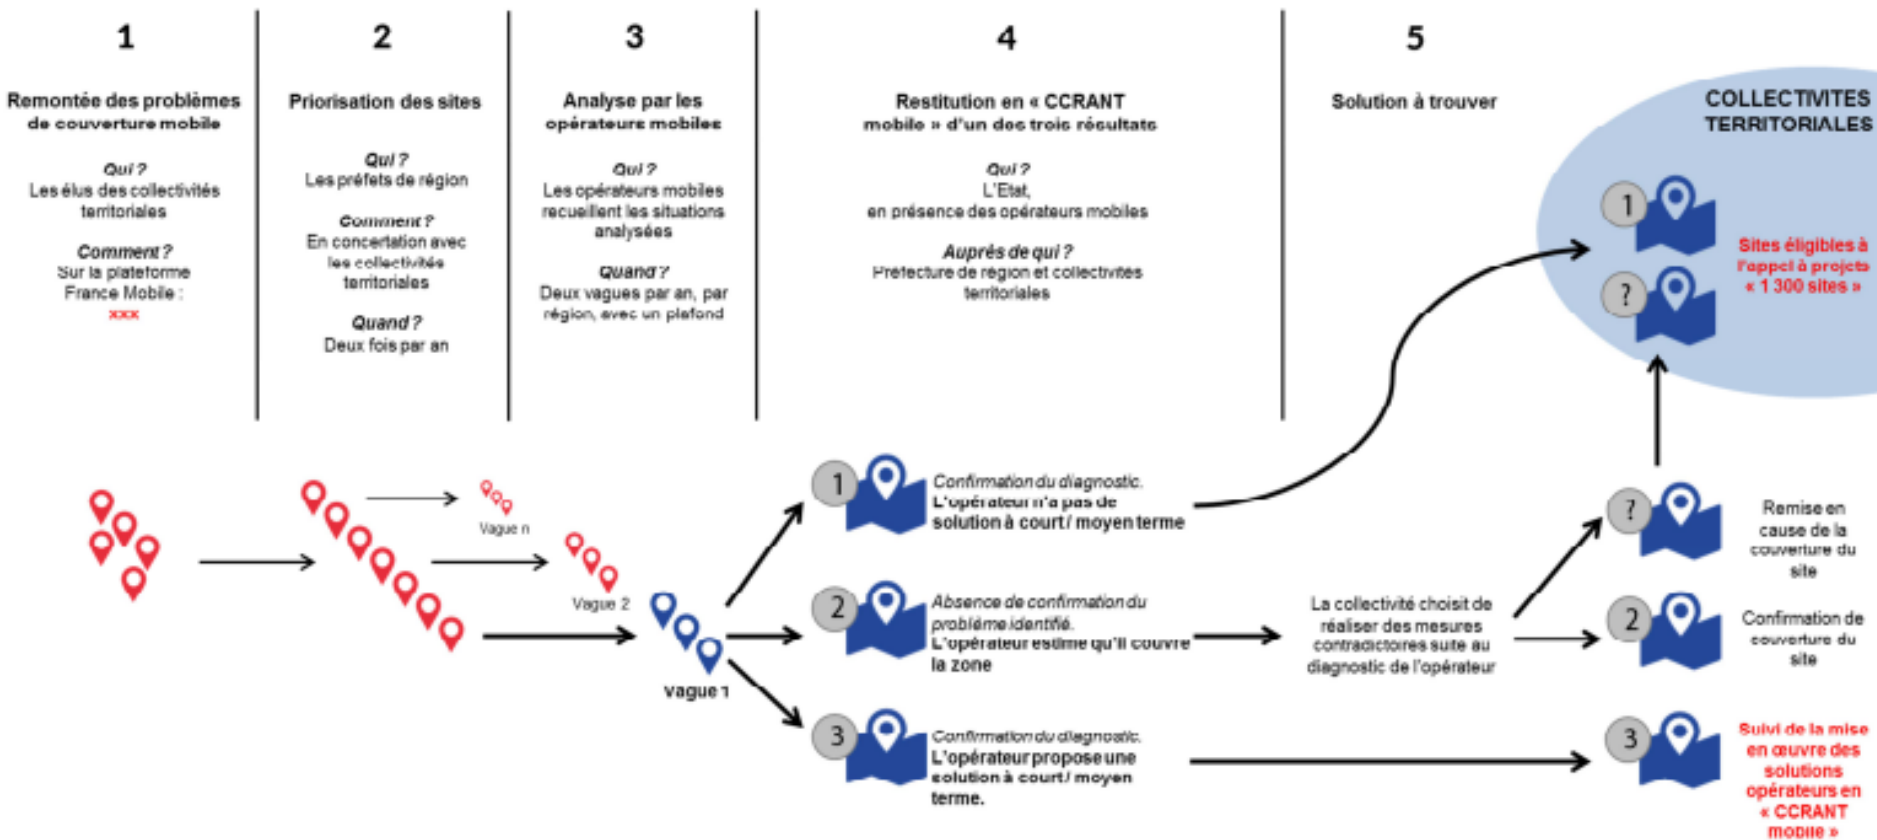 1
Remontée des problèmes
de couverture mobile
Qui ?
Les élus des collectivités
territoriales
Comment ?
Sur la plateforme
France Mobile :
xxx
2
Priorisation des sites
Qui ?
Les préfets de région
Comment ?
En concertation avec
les collectivités
territoriales
Quand ?
Deux fois par an
3
Analyse par les
opérateurs mobiles
Qui ?
Les opérateurs mobiles
recueillent les situations
analysées
Quand ?
Deux vagues par an, par
région, avec un plafond
4
Restitution en « CCRANT
mobile » d'un des trois résultats
Qui ?
L'Etat,
en présence des opérateurs mobiles
Auprès de qui ?
Préfecture de région et collectivités
territoriales
5
Solution à trouver
COLLECTIVITES
TERRITORIALES
1
?
Sites éligibles à
l'appel à projets
« 1 300 sites »
Vague n
Vague 2
Vague 1
1
Confirmation du diagnostic.
L'opérateur n'a pas de
solution à court / moyen terme
2
Absence de confirmation du
problème identifié.
L'opérateur estime qu'il couvre
la zone
3
Confirmation du diagnostic.
L'opérateur propose une
solution à court / moyen
terme.
La collectivité choisit de
réaliser des mesures
contradictoires suite au
diagnostic de l'opérateur
?
Remise en
cause de la
couverture du
site
2
Confirmation de
couverture du
site
3
Suivi de la mise
en œuvre des
solutions
opérateurs en
« CCRANT
mobile »